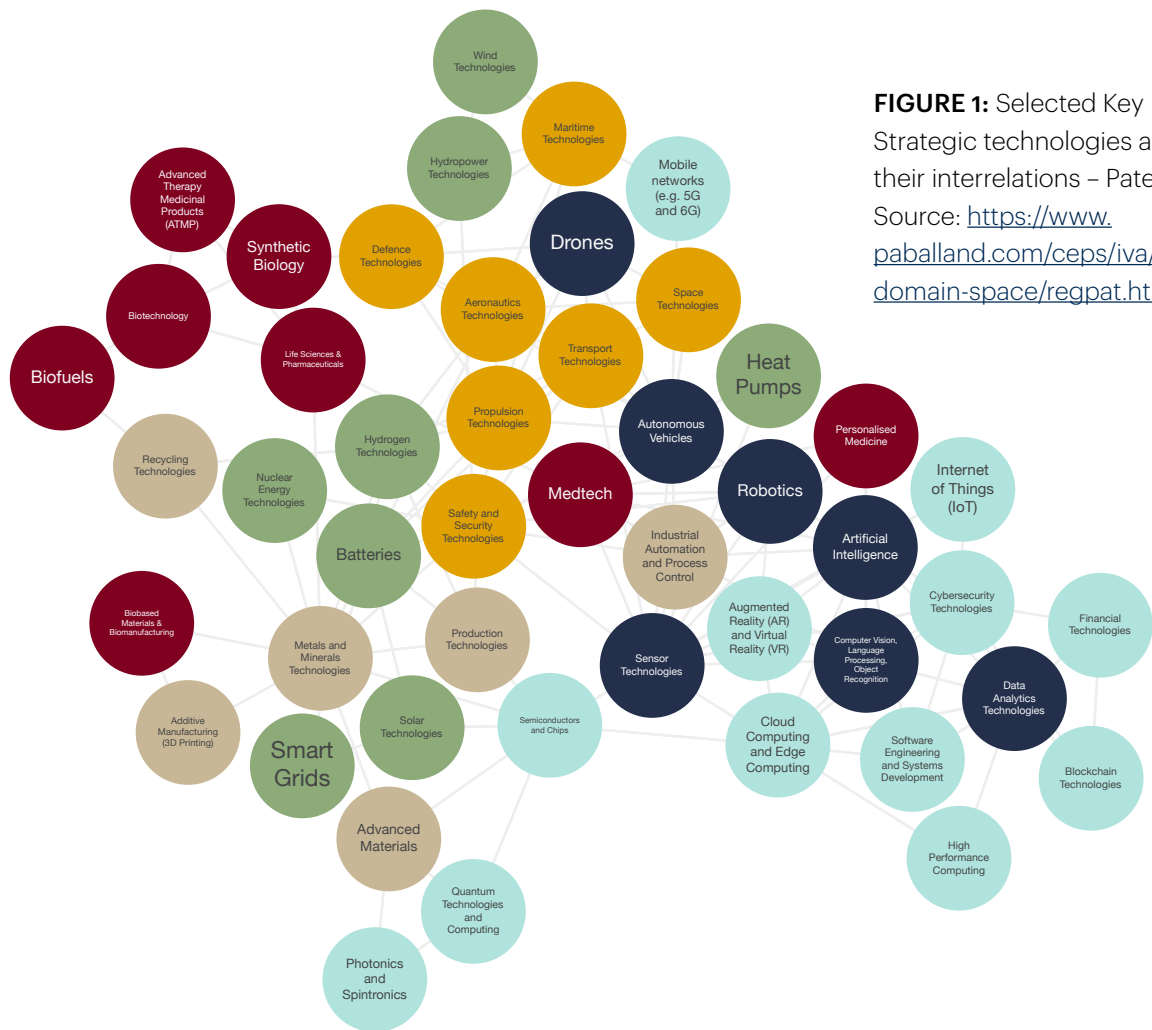 Wind
Technologies
Maritime
Technologies
Hydropower
Technologies
Mobile
networks
(e.g. 5G
and 6G)
FIGURE 1: Selected Key
Strategic technologies a
their interrelations – Pate
Source: https://www.
paballand.com/ceps/iva/
domain-space/regpat.ht
Advanced
Therapy
Medicinal
Products
(ATMP)
Synthetic
Biology
Defence
Technologies
Drones
Biotechnology
Aeronautics
Technologies
Space
Technologies
Life Sciences &
Pharmaceuticals
Transport
Technologies
Biofuels
Heat
Pumps
Propulsion
Technologies
Autonomous
Vehicles
Personalised
Medicine
Recycling
Technologies
Hydrogen
Technologies
Nuclear
Energy
Technologies
Medtech
Robotics
Internet
of Things
(IoT)
Safety and
Security
Technologies
Batteries
Industrial
Automation
and Process
Control
Artificial
Intelligence
Biobased
Materials &
Biomanufacturing
Metals and
Minerals
Technologies
Production
Technologies
Augmented
Reality (AR)
and Virtual
Reality (VR)
Cybersecurity
Technologies
Financial
Technologies
Sensor
Technologies
Computer Vision,
Language
Processing,
Object
Recognition
Data
Analytics
Technologies
Additive
Manufacturing
(3D Printing)
Solar
Technologies
Semiconductors
and Chips
Cloud
Computing
and Edge
Computing
Software
Engineering
and Systems
Development
Smart
Grids
Blockchain
Technologies
Advanced
Materials
High
Performance
Computing
Quantum
Technologies
and
Computing
Photonics
and
Spintronics